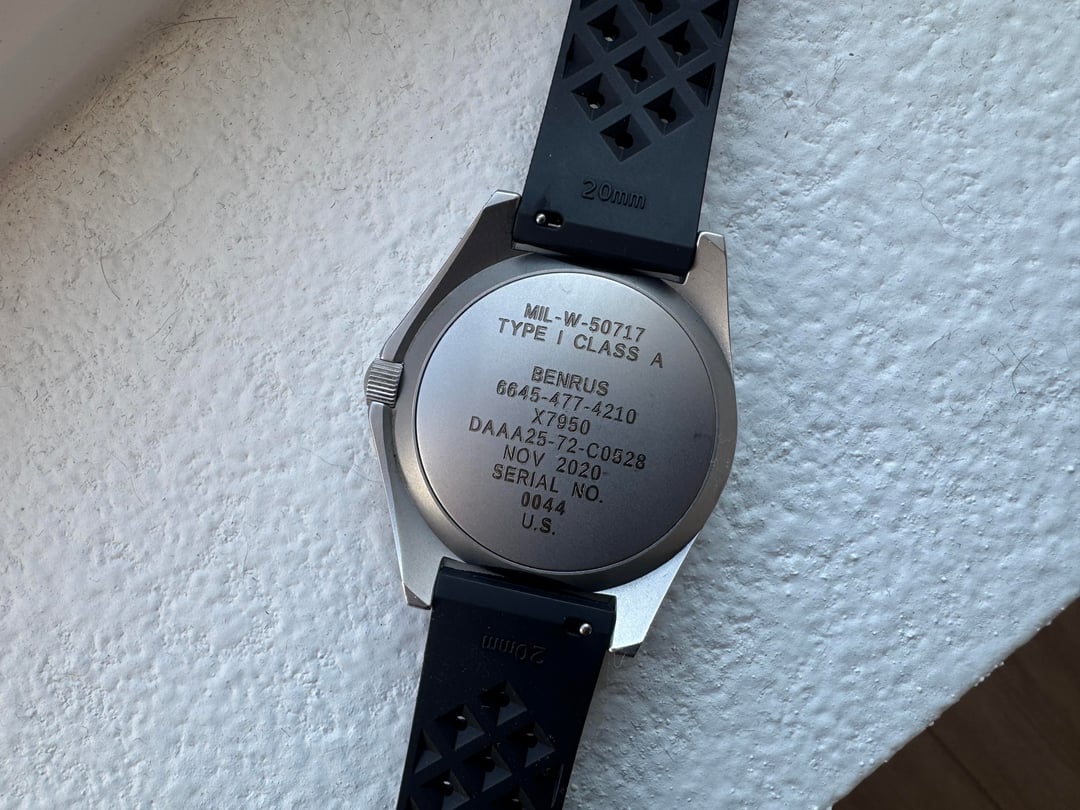 20mm
MIL-W-50717
TYPE I CLASS A
BENRUS
6645-477-4210
X7950
DAAA25-72-C0528
NOV 2020
SERIAL NO.
0044
U.S.
20mm